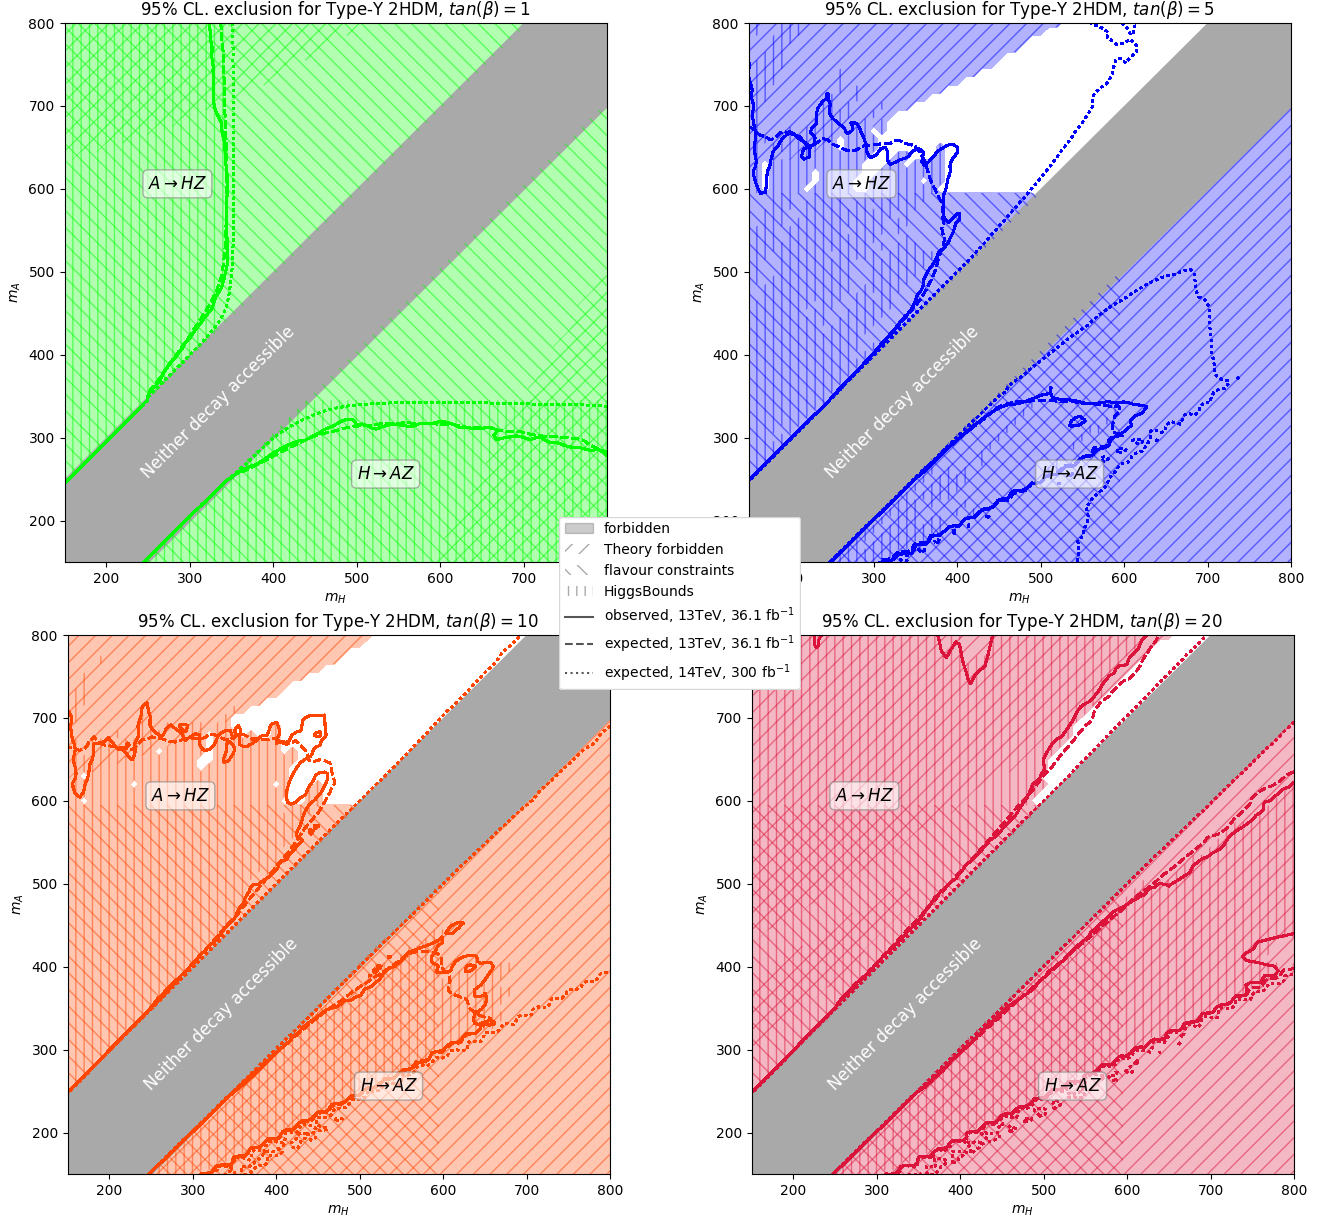 95% CL. exclusion for Type-Y 2HDM, tan(β) = 1
95% CL. exclusion for Type-Y 2HDM, tan(β) = 5
800
700
600
500
400
300
200
m_A
A → HZ
Neither decay accessible
H → AZ
200
300
400
500
600
700
m_H
800
700
600
500
400
300
m_A
A → HZ
Neither decay accessible
H → AZ
300
400
500
600
700
800
m_H
forbidden
Theory forbidden
flavour constraints
HiggsBounds
observed, 13TeV, 36.1 fb⁻¹
expected, 13TeV, 36.1 fb⁻¹
expected, 14TeV, 300 fb⁻¹
95% CL. exclusion for Type-Y 2HDM, tan(β) = 10
exclusion for Type-Y 2HDM, tan(β) = 20
800
700
600
500
400
300
200
m_A
A → HZ
Neither decay accessible
H → AZ
200
300
400
500
600
700
800
m_H
700
600
500
400
300
200
m_A
A → HZ
Neither decay accessible
H → AZ
200
300
400
500
600
700
800
m_H